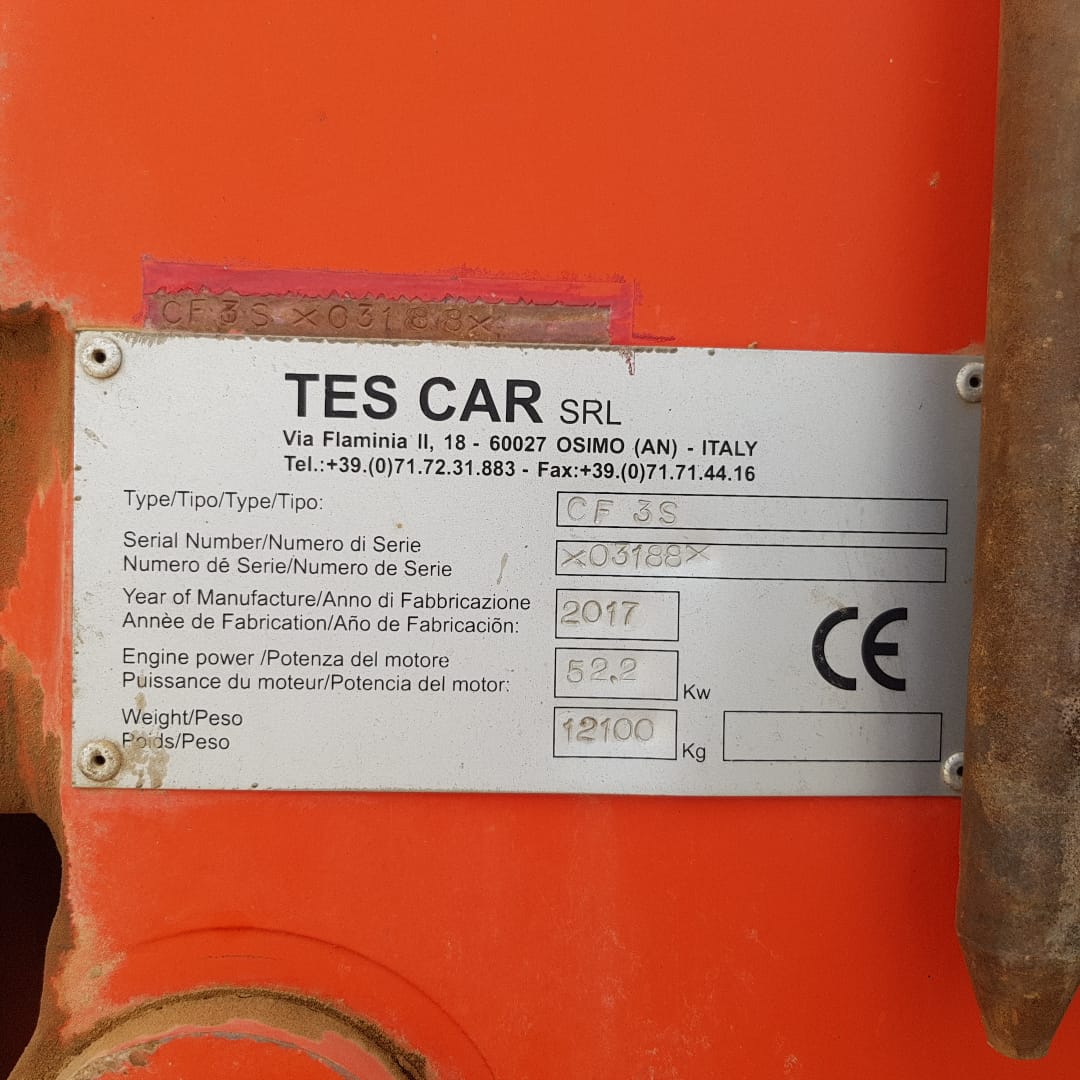 CF 3S ×03188×
TES CAR SRL
Via Flaminia II, 18 - 60027 OSIMO (AN) - ITALY
Tel.:+39.(0)71.72.31.883 - Fax:+39.(0)71.71.44.16
Type/Tipo/Type/Tipo: CF 3S
Serial Number/Numero di Serie
Numero dé Serie/Numero de Serie ×03188×
Year of Manufacture/Anno di Fabbricazione
Annèe de Fabrication/Año de Fabricaciõn: 2017
Engine power /Potenza del motore
Puissance du moteur/Potencia del motor: 52.2 Kw
Weight/Peso
Poids/Peso 12100 Kg
CE